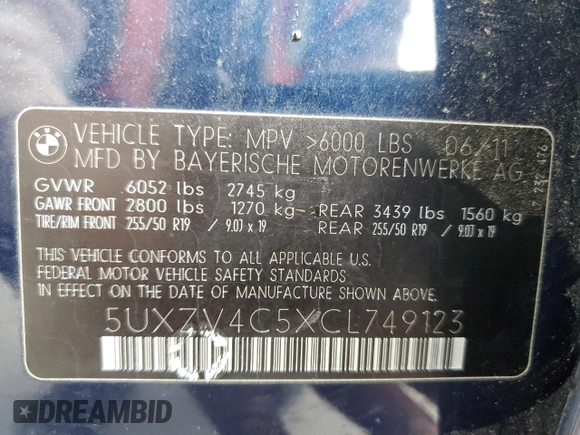 BMW
VEHICLE TYPE: MPV >6000 LBS 06/11
MFD BY BAYERISCHE MOTORENWERKE AG
GVWR 6052 lbs 2745 kg
GAWR FRONT 2800 lbs 1270 kg REAR 3439 lbs 1560 kg
TIRE/RIM FRONT 255/50 R19 / 9.0J x 19 REAR 255/50 R19 / 9.0J x 19
THIS VEHICLE CONFORMS TO ALL APPLICABLE U.S.
FEDERAL MOTOR VEHICLE SAFETY STANDARDS
IN EFFECT ON THE DATE OF MANUFACTURE SHOWN ABOVE.
5UXZV4C5XCL749123
DREAMBID